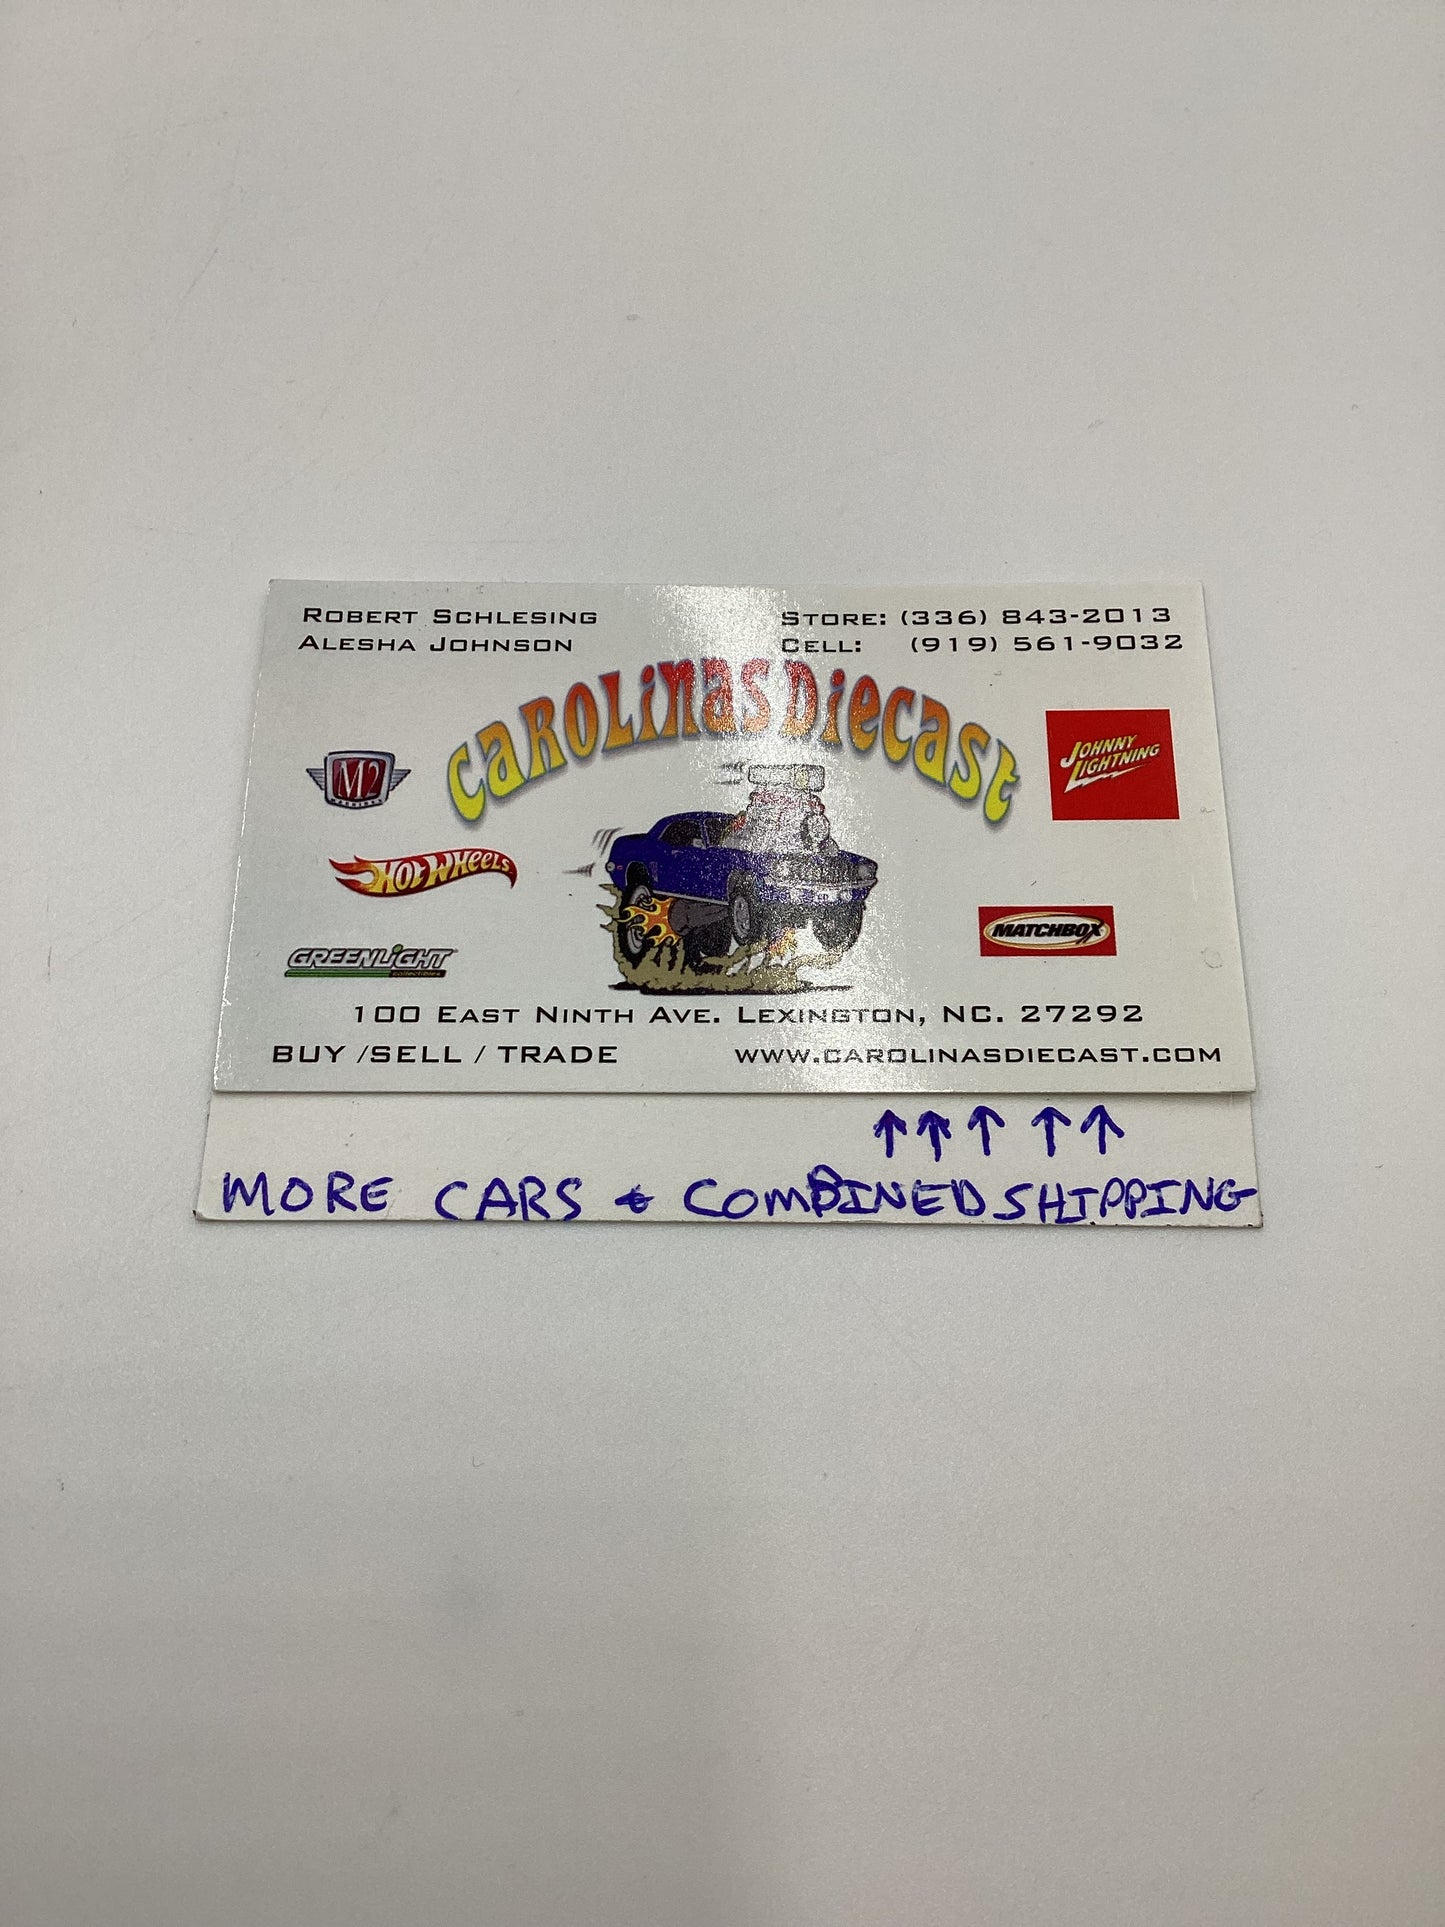 ROBERT SCHLESING
ALESHA JOHNSON
STORE: (336) 843-2013
CELL: (919) 561-9032
CAROLINAS DIECAST
M2
MACHINES
JOHNNY
LIGHTNING
HOT WHEELS
GREENLIGHT
collectibles
MATCHBOX
100 EAST NINTH AVE. LEXINGTON, NC. 27292
BUY /SELL / TRADE
WWW.CAROLINASDIECAST.COM
↑↑↑ ↑↑
MORE CARS & COMBINED SHIPPING